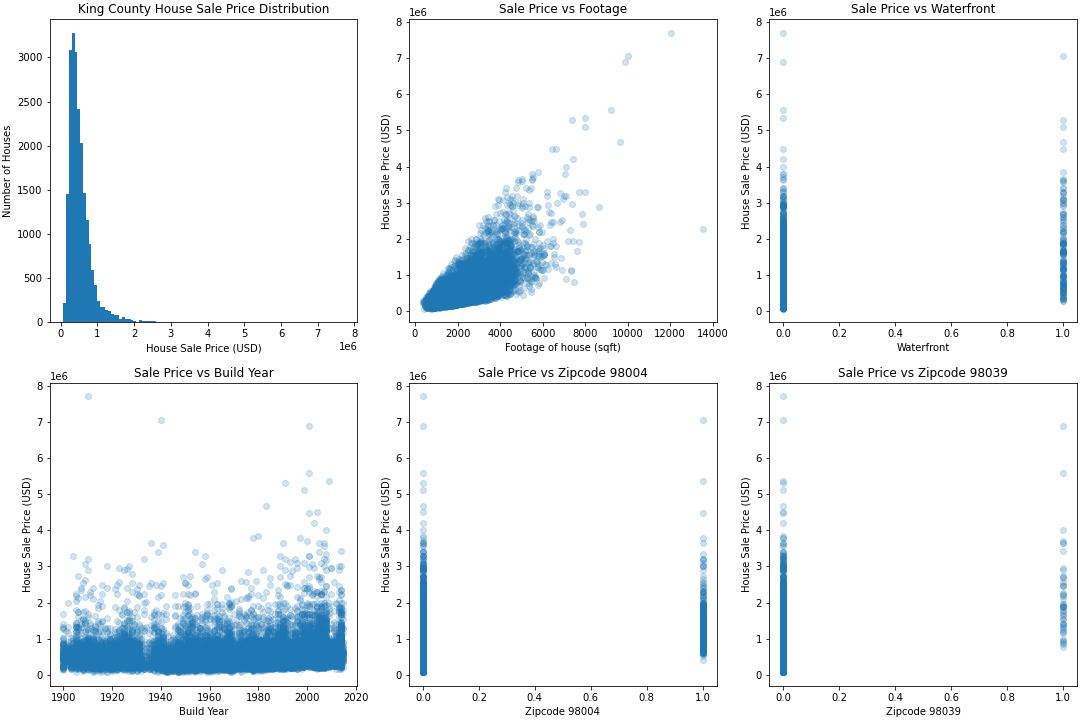 King County House Sale Price Distribution
Number of Houses
3000
2500
2000
1500
1000
500
0
0 1 2 3 4 5 6 7 8
1e6
House Sale Price (USD)
Sale Price vs Footage
1e6
House Sale Price (USD)
8
7
6
5
4
3
2
1
0
2000 4000 6000 8000 10000 12000 14000
Footage of house (sqft)
Sale Price vs Waterfront
1e6
House Sale Price (USD)
8
7
6
5
4
3
2
1
0
0.0 0.2 0.4 0.6 0.8 1.0
Waterfront
Sale Price vs Build Year
1e6
House Sale Price (USD)
8
7
6
5
4
3
2
1
0
1900 1920 1940 1960 1980 2000 2020
Build Year
Sale Price vs Zipcode 98004
1e6
House Sale Price (USD)
8
7
6
5
4
3
2
1
0
0.0 0.2 0.4 0.6 0.8 1.0
Zipcode 98004
Sale Price vs Zipcode 98039
1e6
House Sale Price (USD)
8
7
6
5
4
3
2
1
0
0.0 0.2 0.4 0.6 0.8 1.0
Zipcode 98039